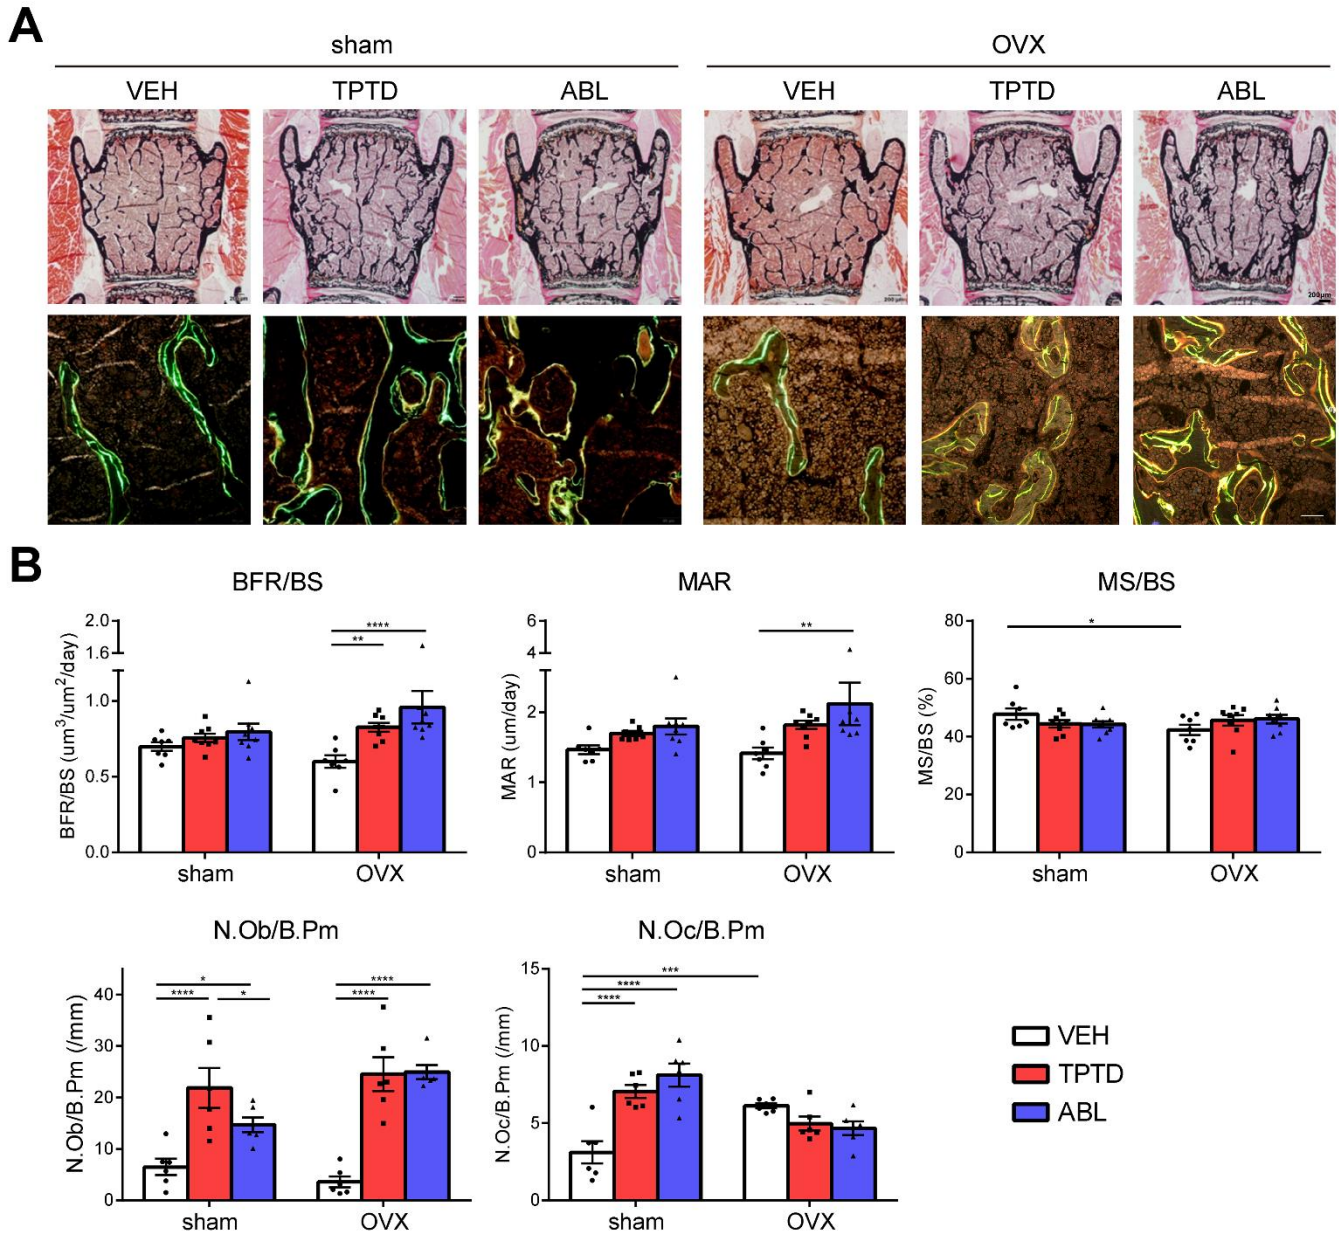 A
sham OVX
VEH TPTD ABL VEH TPTD ABL
200μm
B
BFR/BS
BFR/BS (um³/um²/day)
2.0
1.6
1.0
0.5
0.0
****
**
sham OVX
MAR
MAR (um/day)
6
4
2
1
0
**
sham OVX
MS/BS
MS/BS (%)
80
60
40
20
0
*
sham OVX
N.Ob/B.Pm
N.Ob/B.Pm (/mm)
40
30
20
10
0
*
****
*
****
****
sham OVX
N.Oc/B.Pm
N.Oc/B.Pm (/mm)
15
10
5
0
***
****
****
sham OVX
VEH
TPTD
ABL